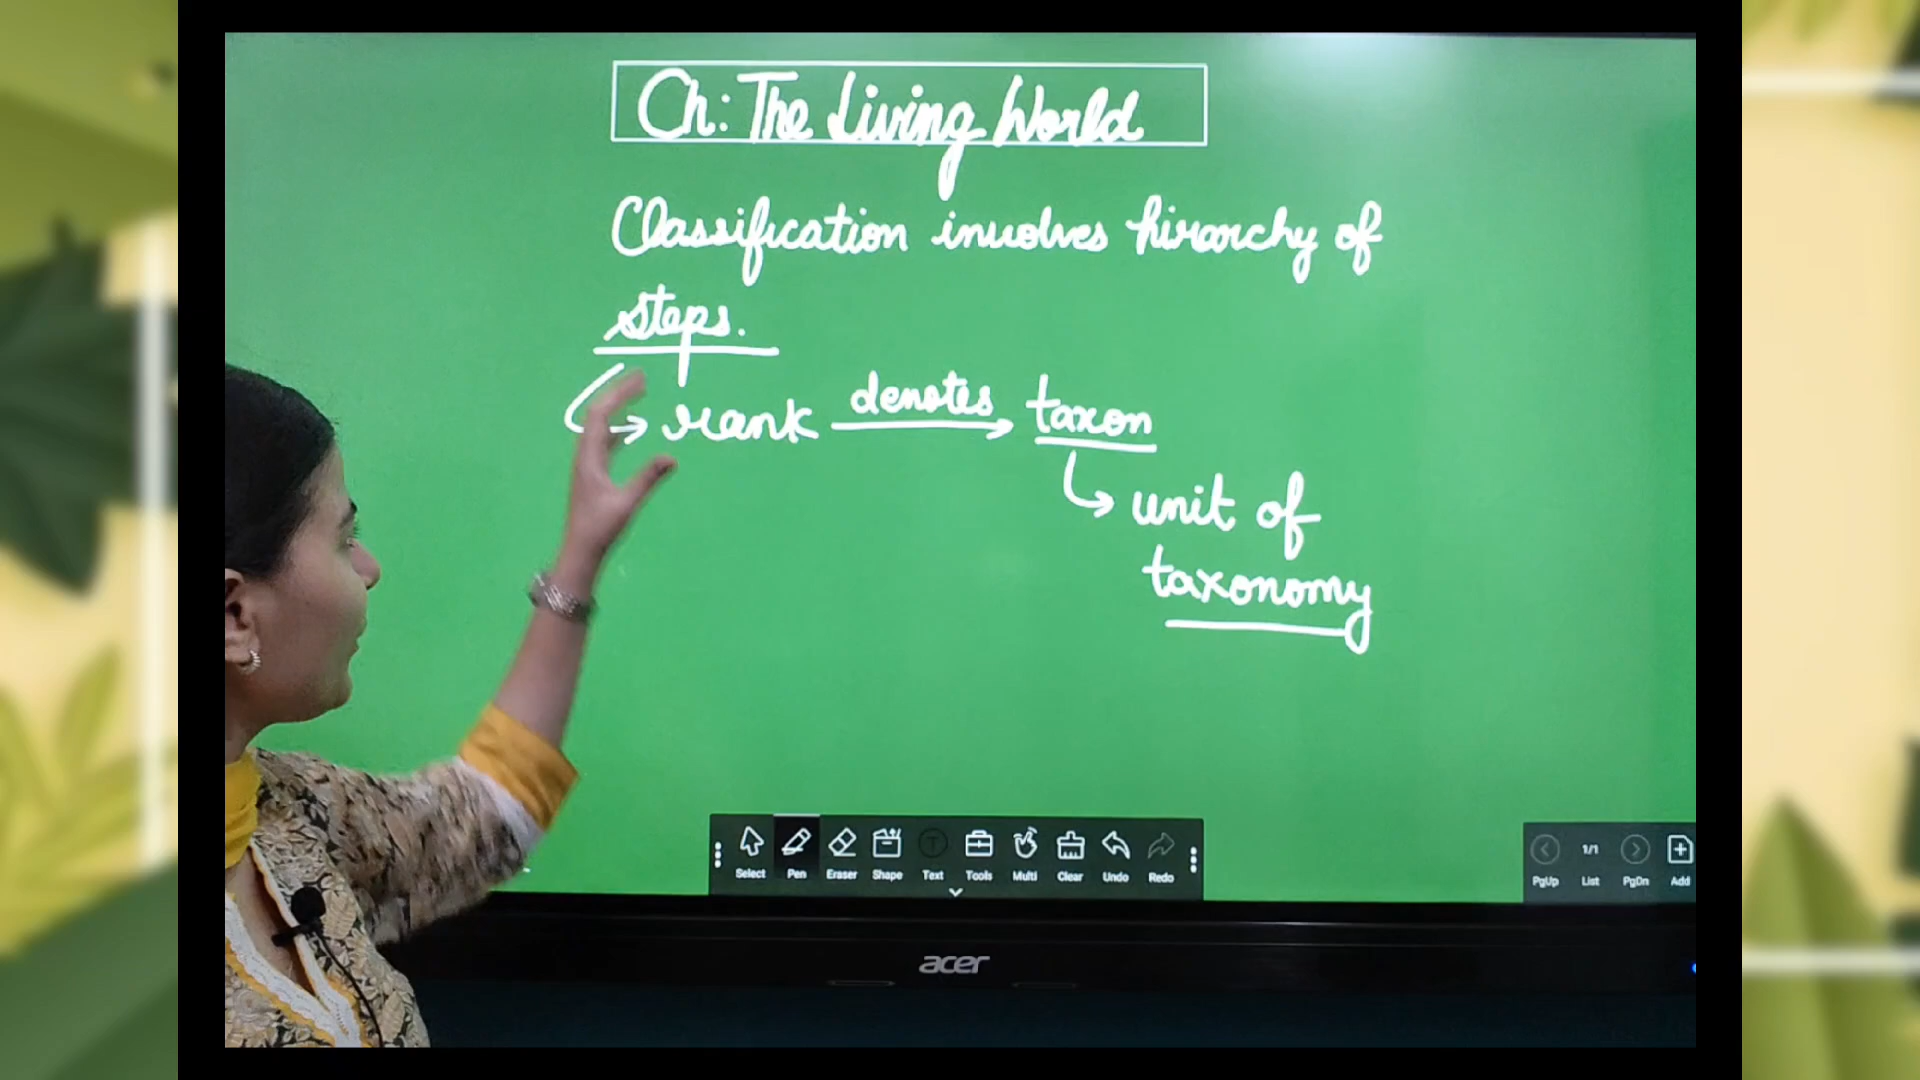 Ch: The Living World
Classification involves hirarchy of
steps.
rank denotes taxon
unit of
taxonomy
Select Pen Eraser Shape Text Tools Multi Clear Undo Redo
PgUp 1/1 List PgDn Add
acer